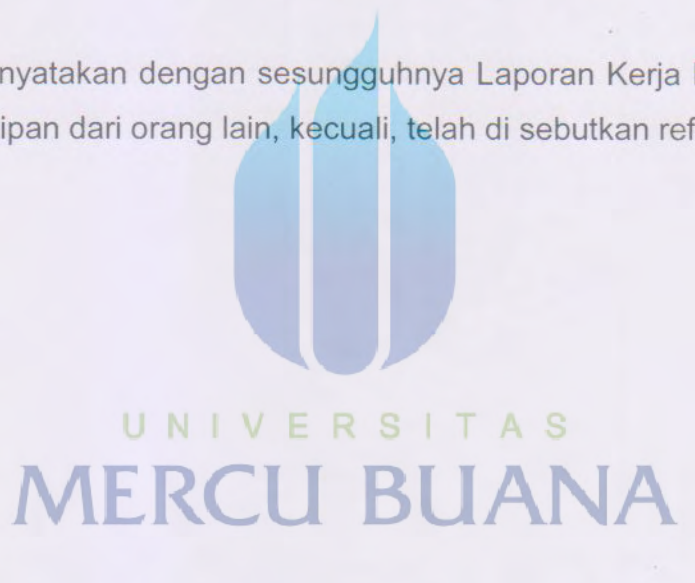 nyatakan dengan sesungguhnya Laporan Kerja
ipan dari orang lain, kecuali, telah di sebutkan ref
UNIVERSITAS
MERCU BUANA